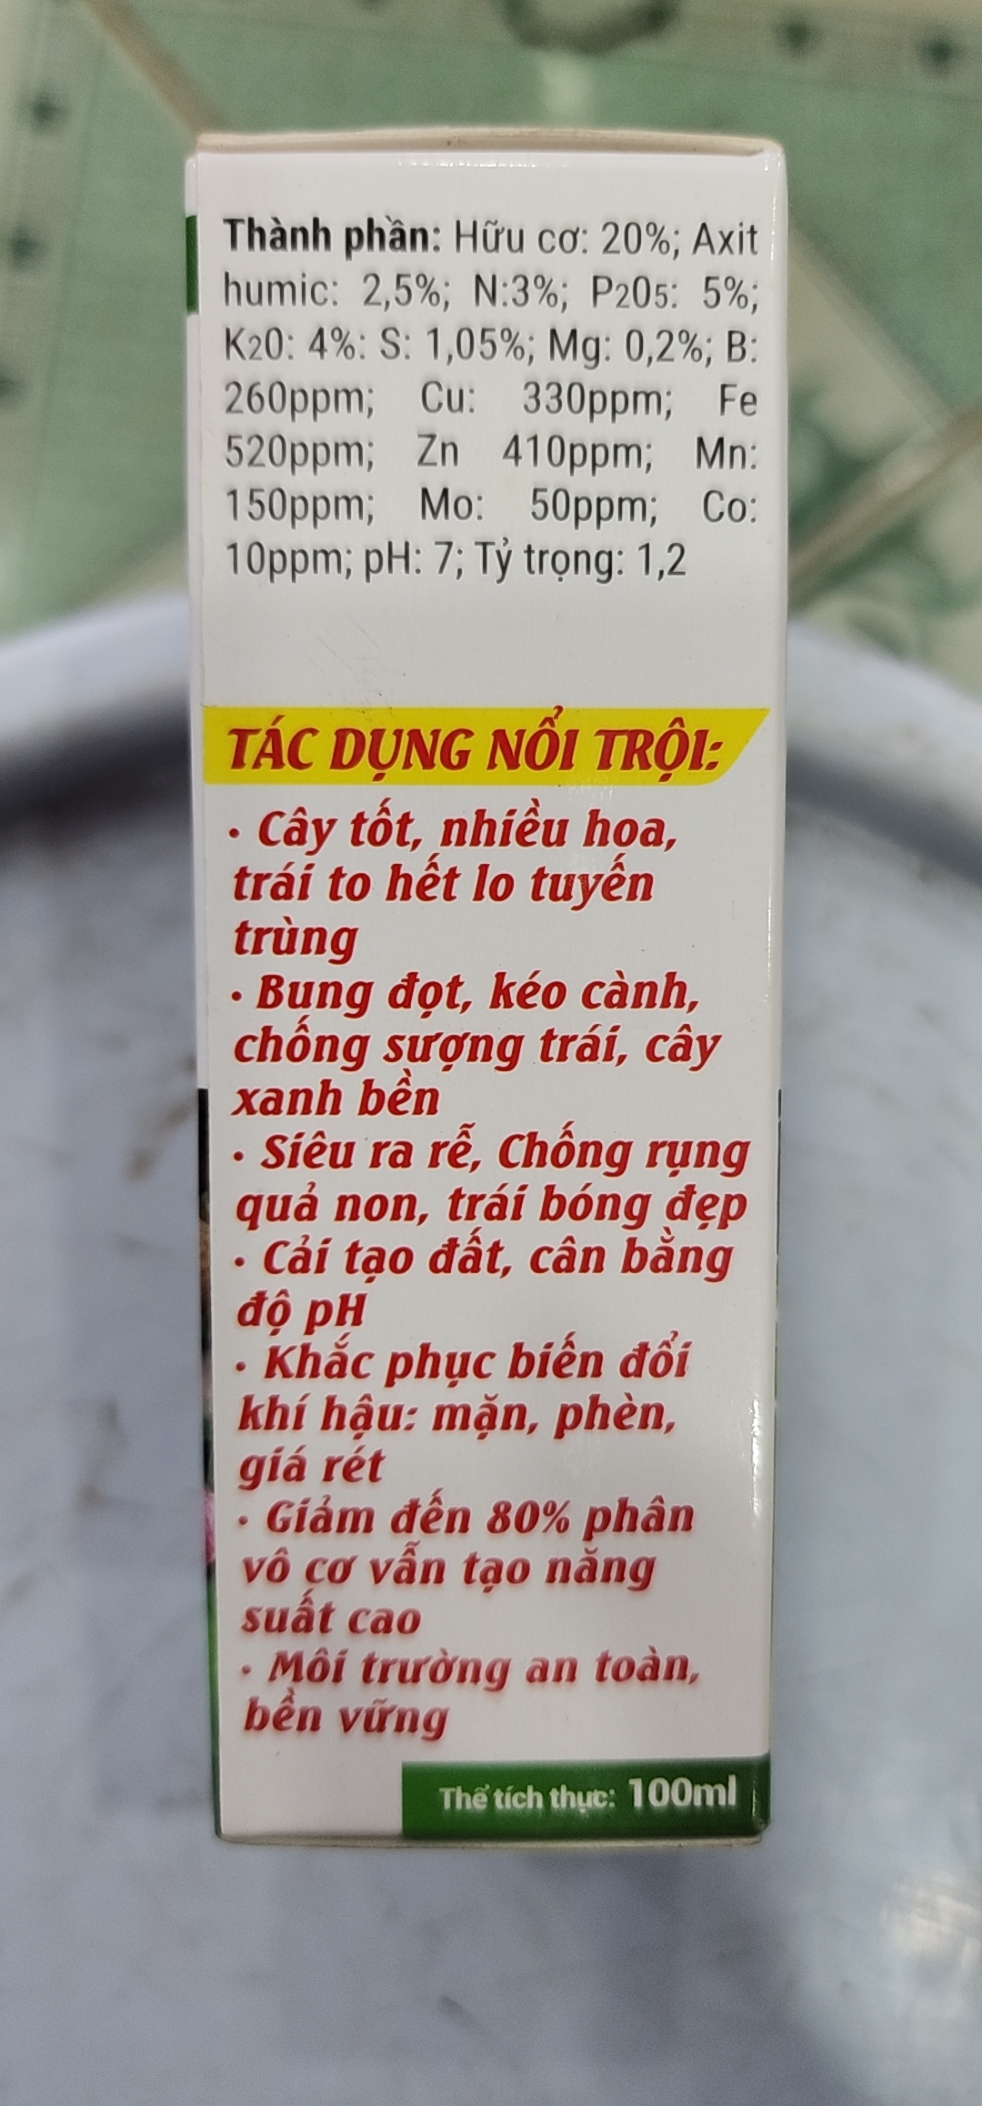 Thành phần: Hữu cơ: 20%; Axit
humic: 2,5%; N:3%; P2O5: 5%;
K2O: 4%: S: 1,05%; Mg: 0,2%; B:
260ppm; Cu: 330ppm; Fe
520ppm; Zn 410ppm; Mn:
150ppm; Mo: 50ppm; Co:
10ppm; pH: 7; Tỷ trọng: 1,2
TÁC DỤNG NỔI TRỘI:
• Cây tốt, nhiều hoa,
trái to hết lo tuyến
trùng
• Bung đọt, kéo cành,
chống sượng trái, cây
xanh bền
• Siêu ra rễ, Chống rụng
quả non, trái bóng đẹp
• Cải tạo đất, cân bằng
độ pH
• Khắc phục biến đổi
khí hậu: mặn, phèn,
giá rét
• Giảm đến 80% phân
vô cơ vẫn tạo năng
suất cao
• Môi trường an toàn,
bền vững
Thể tích thực: 100ml